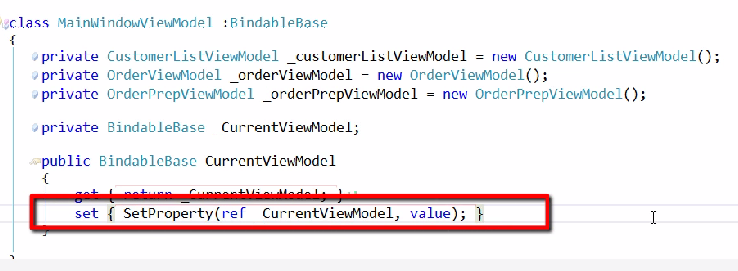 class MainWindowViewModel :BindableBase
{
private CustomerListViewModel _customerListViewModel = new CustomerListViewModel();
private OrderViewModel _orderViewModel = new OrderViewModel();
private OrderPrepViewModel _orderPrepViewModel = new OrderPrepViewModel();
private BindableBase _CurrentViewModel;
public BindableBase CurrentViewModel
{
get { return _CurrentViewModel; }
set { SetProperty(ref _CurrentViewModel, value); }
}
}